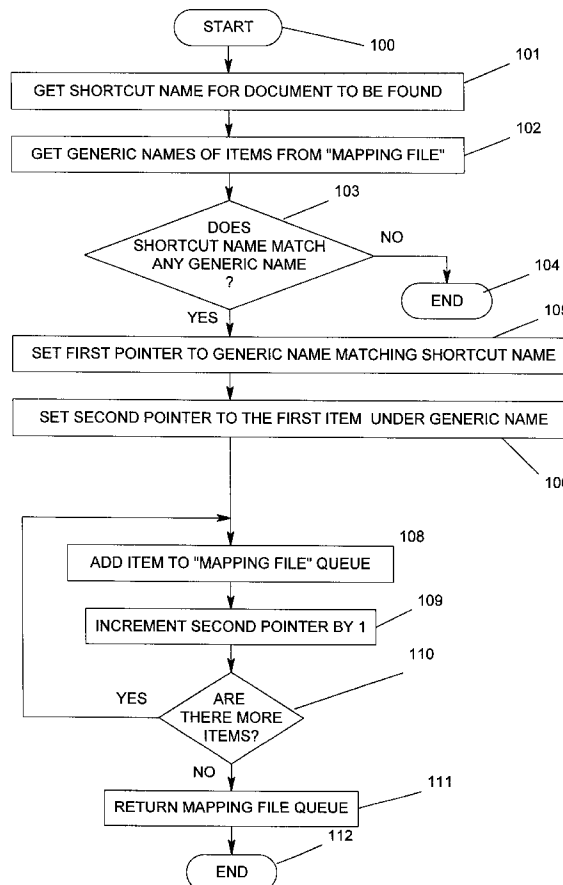 START
100
101
GET SHORTCUT NAME FOR DOCUMENT TO BE FOUND
102
GET GENERIC NAMES OF ITEMS FROM "MAPPING FILE"
103
DOES
SHORTCUT NAME MATCH
ANY GENERIC NAME
?
NO
104
END
YES
105
SET FIRST POINTER TO GENERIC NAME MATCHING SHORTCUT NAME
SET SECOND POINTER TO THE FIRST ITEM UNDER GENERIC NAME
106
108
ADD ITEM TO "MAPPING FILE" QUEUE
109
INCREMENT SECOND POINTER BY 1
110
YES
ARE
THERE MORE
ITEMS?
NO
111
RETURN MAPPING FILE QUEUE
112
END